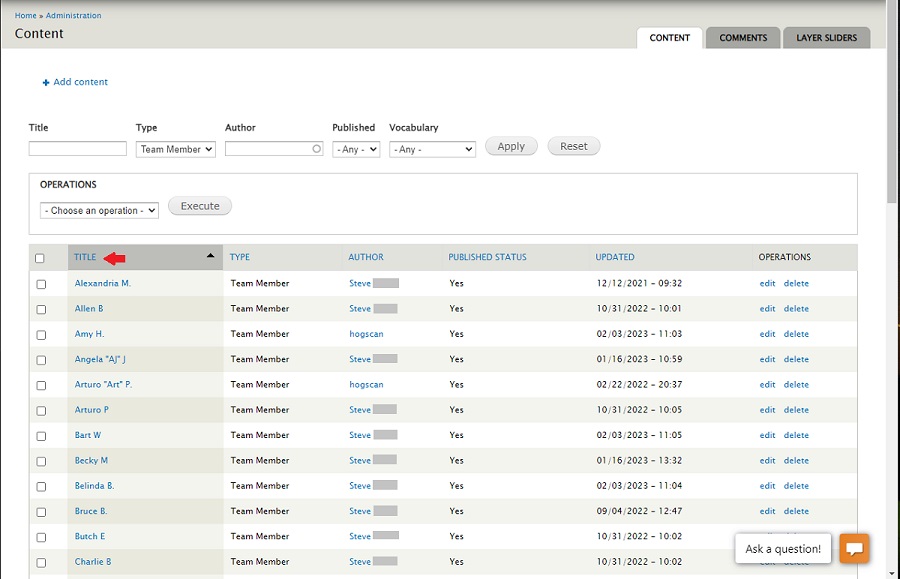 Home » Administration
Content
CONTENT COMMENTS LAYER SLIDERS
+ Add content
Title Type Author Published Vocabulary
Team Member - Any - - Any - Apply Reset
OPERATIONS
- Choose an operation - Execute
TITLE TYPE AUTHOR PUBLISHED STATUS UPDATED OPERATIONS
Alexandria M. Team Member Steve Yes 12/12/2021 - 09:32 edit delete
Allen B Team Member Steve Yes 10/31/2022 - 10:01 edit delete
Amy H. Team Member hogscan Yes 02/03/2023 - 11:03 edit delete
Angela "AJ" J Team Member Steve Yes 01/16/2023 - 10:59 edit delete
Arturo "Art" P. Team Member hogscan Yes 02/22/2022 - 20:37 edit delete
Arturo P Team Member Steve Yes 10/31/2022 - 10:05 edit delete
Bart W Team Member Steve Yes 02/03/2023 - 11:05 edit delete
Becky M Team Member Steve Yes 01/16/2023 - 13:32 edit delete
Belinda B. Team Member Steve Yes 02/03/2023 - 11:04 edit delete
Bruce B. Team Member Steve Yes 09/04/2022 - 12:47 edit delete
Butch E Team Member Steve Yes 10/31/2022 - 10:02
Ask a question!
Charlie B Team Member Steve Yes 10/31/2022 - 10:02 edit delete